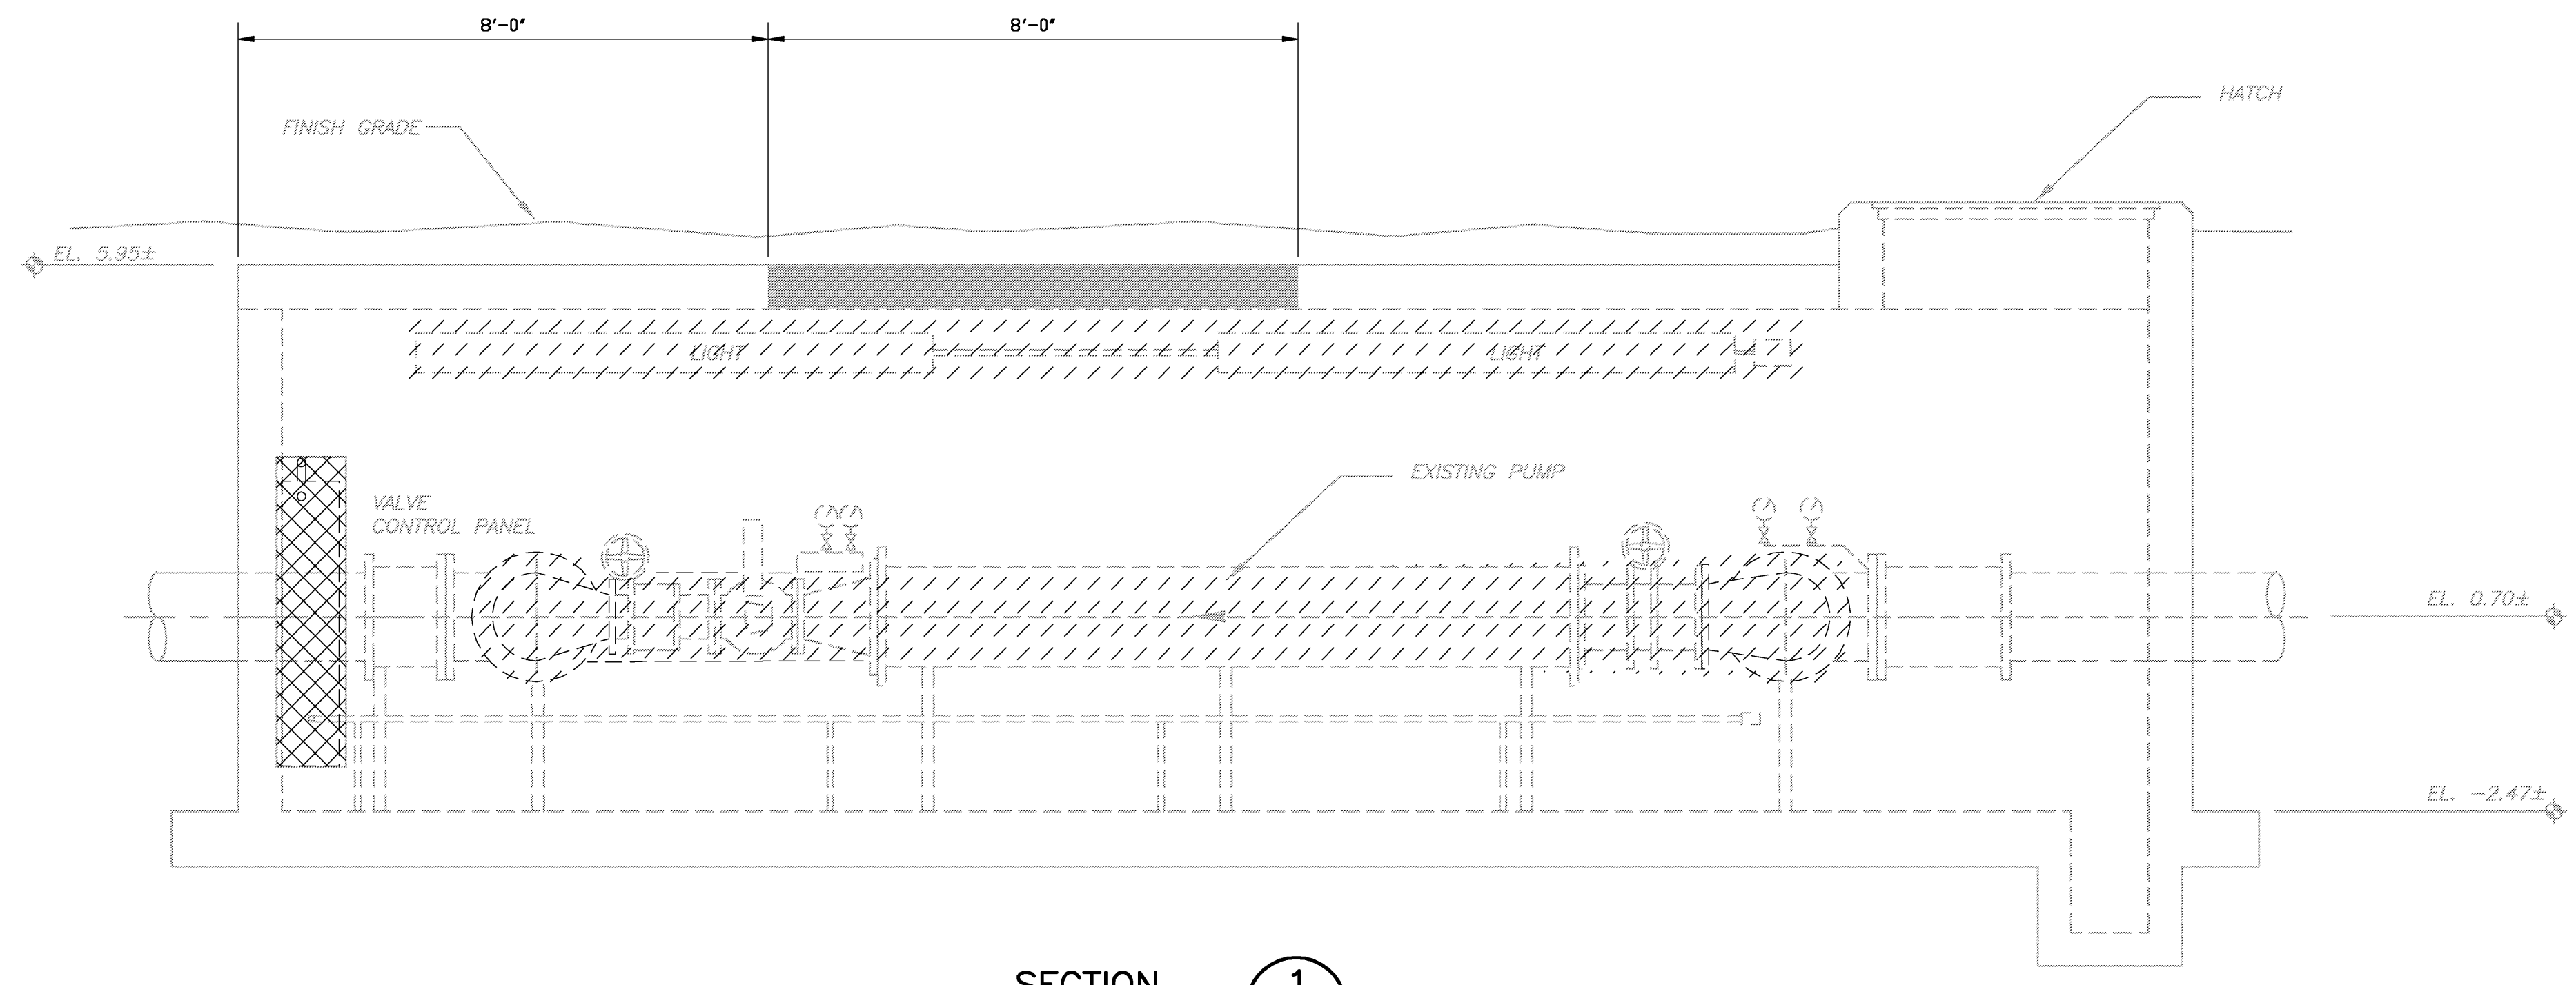 8'-0" 8'-0"
HATCH
FINISH GRADE
EL. 5.95±
LIGHT LIGHT
EXISTING PUMP
VALVE
CONTROL PANEL
EL. 0.70±
EL. -2.47±
SECTION 1